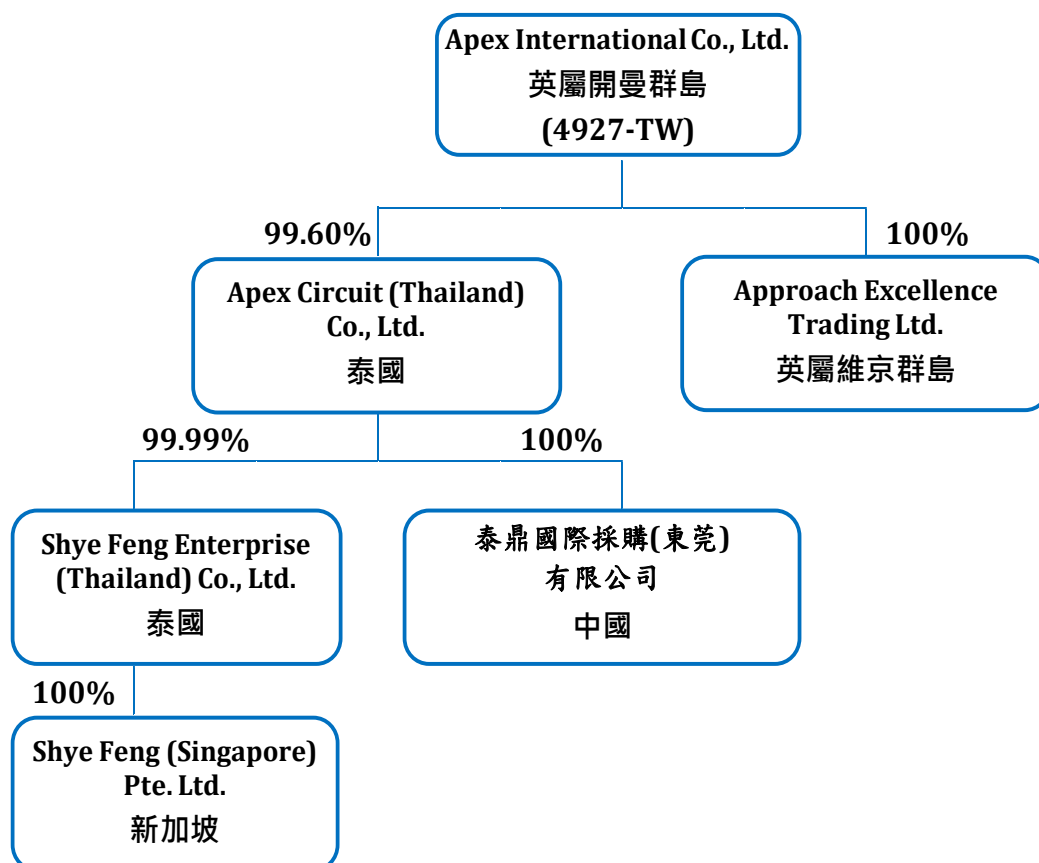 Apex International Co., Ltd.
英屬開曼群島
(4927-TW)
99.60%
100%
Apex Circuit (Thailand)
Co., Ltd.
泰國
Approach Excellence
Trading Ltd.
英屬維京群島
99.99%
100%
Shye Feng Enterprise
(Thailand) Co., Ltd.
泰國
泰鼎國際採購(東莞)
有限公司
中國
100%
Shye Feng (Singapore)
Pte. Ltd.
新加坡